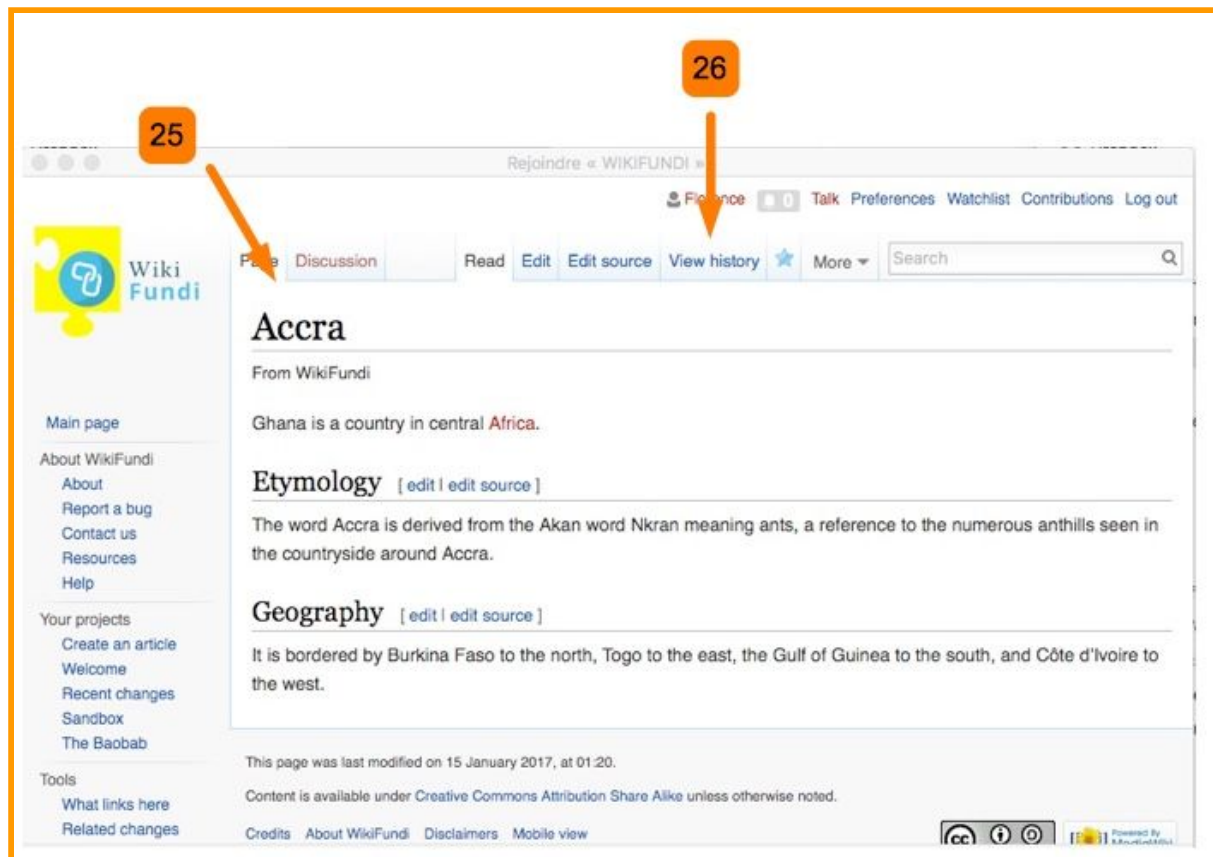 26
25
Rejoindre « WIKIFUNDI »
Florence 0 Talk Preferences Watchlist Contributions Log out
Wiki
Fundi
Page Discussion Read Edit Edit source View history More Search
Accra
From WikiFundi
Main page
Ghana is a country in central Africa.
About WikiFundi
About
Report a bug
Contact us
Resources
Help
Etymology [ edit | edit source ]
The word Accra is derived from the Akan word Nkran meaning ants, a reference to the numerous anthills seen in
the countryside around Accra.
Your projects
Create an article
Welcome
Recent changes
Sandbox
The Baobab
Geography [ edit | edit source ]
It is bordered by Burkina Faso to the north, Togo to the east, the Gulf of Guinea to the south, and Côte d'Ivoire to
the west.
Tools
What links here
Related changes
This page was last modified on 15 January 2017, at 01:20.
Content is available under Creative Commons Attribution Share Alike unless otherwise noted.
Credits About WikiFundi Disclaimers Mobile view
cc
Powered By
MediaWiki